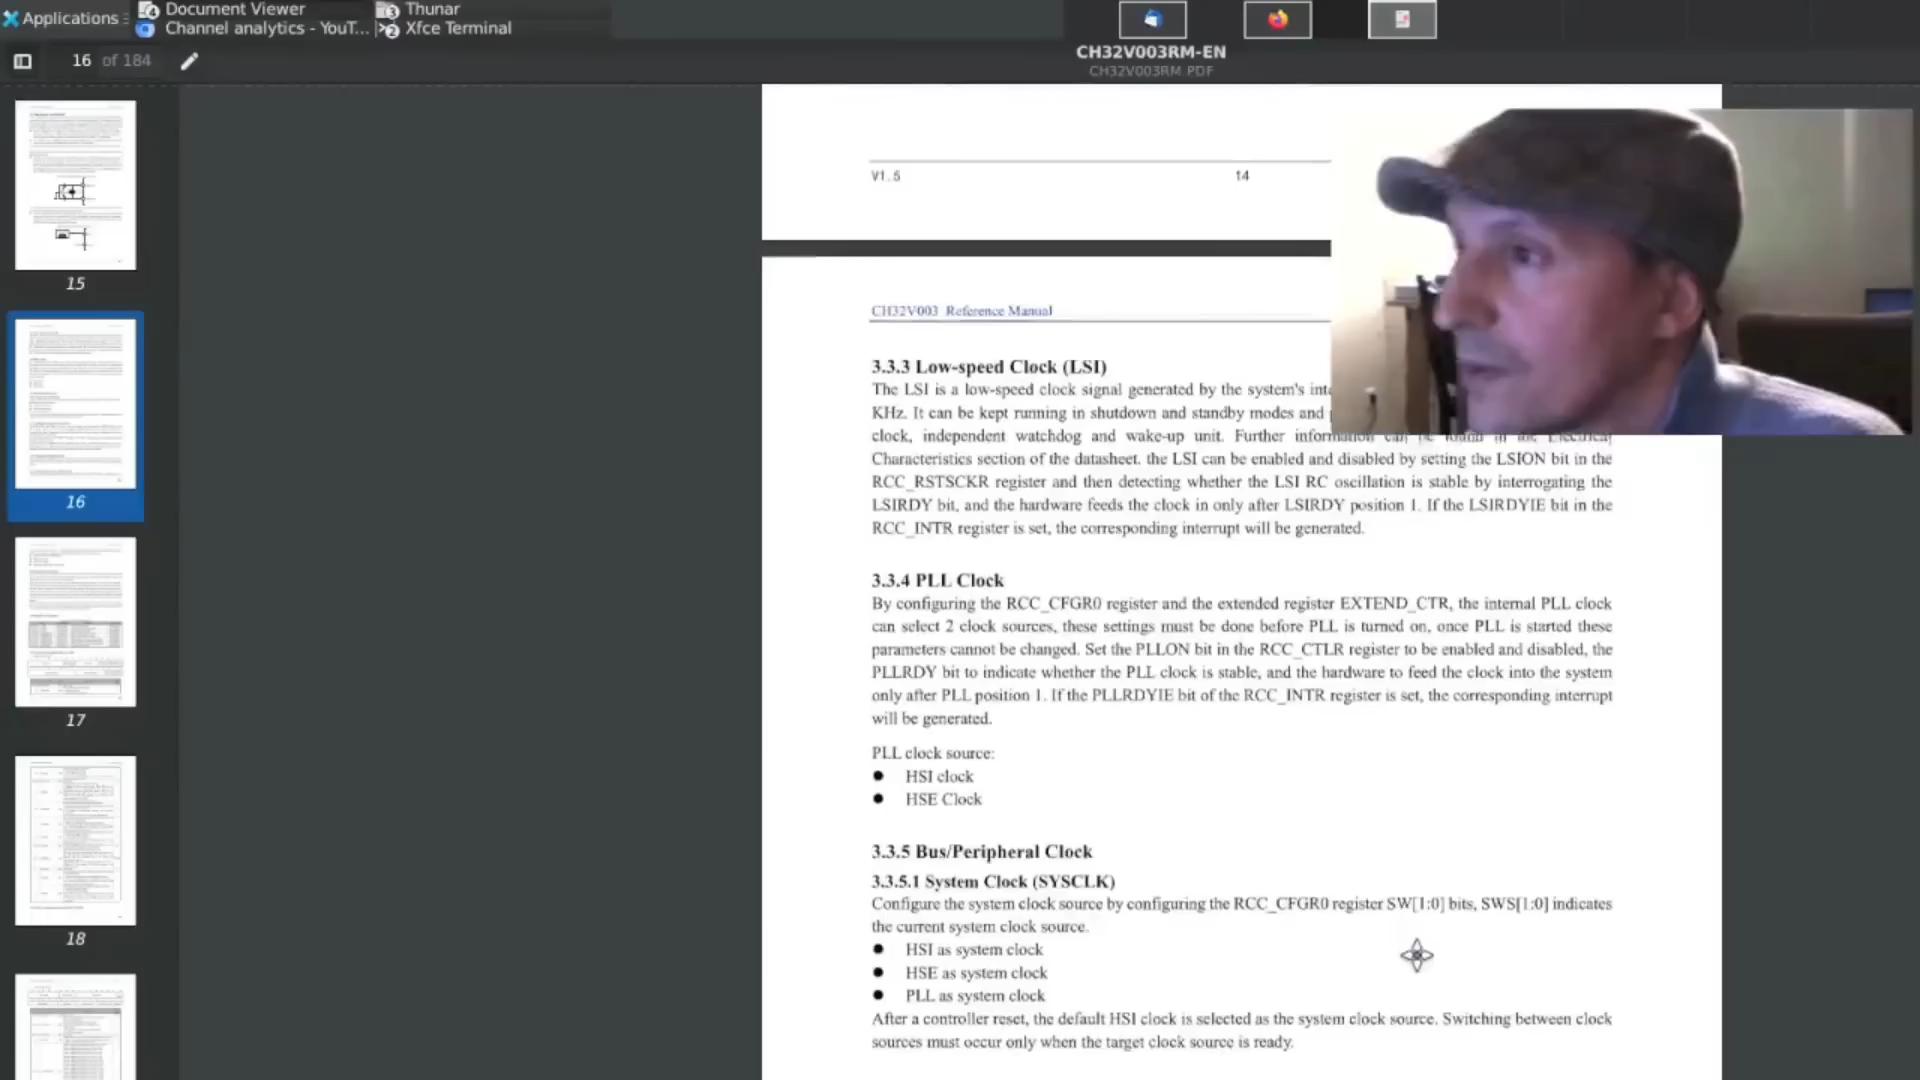 Applications
Document Viewer
Channel analytics - YouT...
Thunar
Xfce Terminal
16 of 184
CH32V003RM-EN
CH32V003RM.PDF
15
16
17
18
V1.5 14
CH32V003 Reference Manual
3.3.3 Low-speed Clock (LSI)
The LSI is a low-speed clock signal generated by the system's
KHz. It can be kept running in shutdown and standby modes and
clock, independent watchdog and wake-up unit. Further information can be found in the Electrical
Characteristics section of the datasheet. the LSI can be enabled and disabled by setting the LSION bit in the
RCC_RSTSCKR register and then detecting whether the LSI RC oscillation is stable by interrogating the
LSIRDY bit, and the hardware feeds the clock in only after LSIRDY position 1. If the LSIRDYIE bit in the
RCC_INTR register is set, the corresponding interrupt will be generated.
3.3.4 PLL Clock
By configuring the RCC_CFGR0 register and the extended register EXTEND_CTR, the internal PLL clock
can select 2 clock sources, these settings must be done before PLL is turned on, once PLL is started these
parameters cannot be changed. Set the PLLON bit in the RCC_CTLR register to be enabled and disabled, the
PLLRDY bit to indicate whether the PLL clock is stable, and the hardware to feed the clock into the system
only after PLL position 1. If the PLLRDYIE bit of the RCC_INTR register is set, the corresponding interrupt
will be generated.
PLL clock source:
● HSI clock
● HSE Clock
3.3.5 Bus/Peripheral Clock
3.3.5.1 System Clock (SYSCLK)
Configure the system clock source by configuring the RCC_CFGR0 register SW[1:0] bits, SWS[1:0] indicates
the current system clock source.
● HSI as system clock
● HSE as system clock
● PLL as system clock
After a controller reset, the default HSI clock is selected as the system clock source. Switching between clock
sources must occur only when the target clock source is ready.